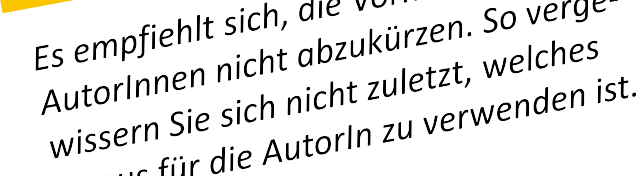 Es empfiehlt sich, die
AutorInnen nicht abzukürzen. So verge-
wissern Sie sich nicht zuletzt, welches
für die AutorIn zu verwenden ist.